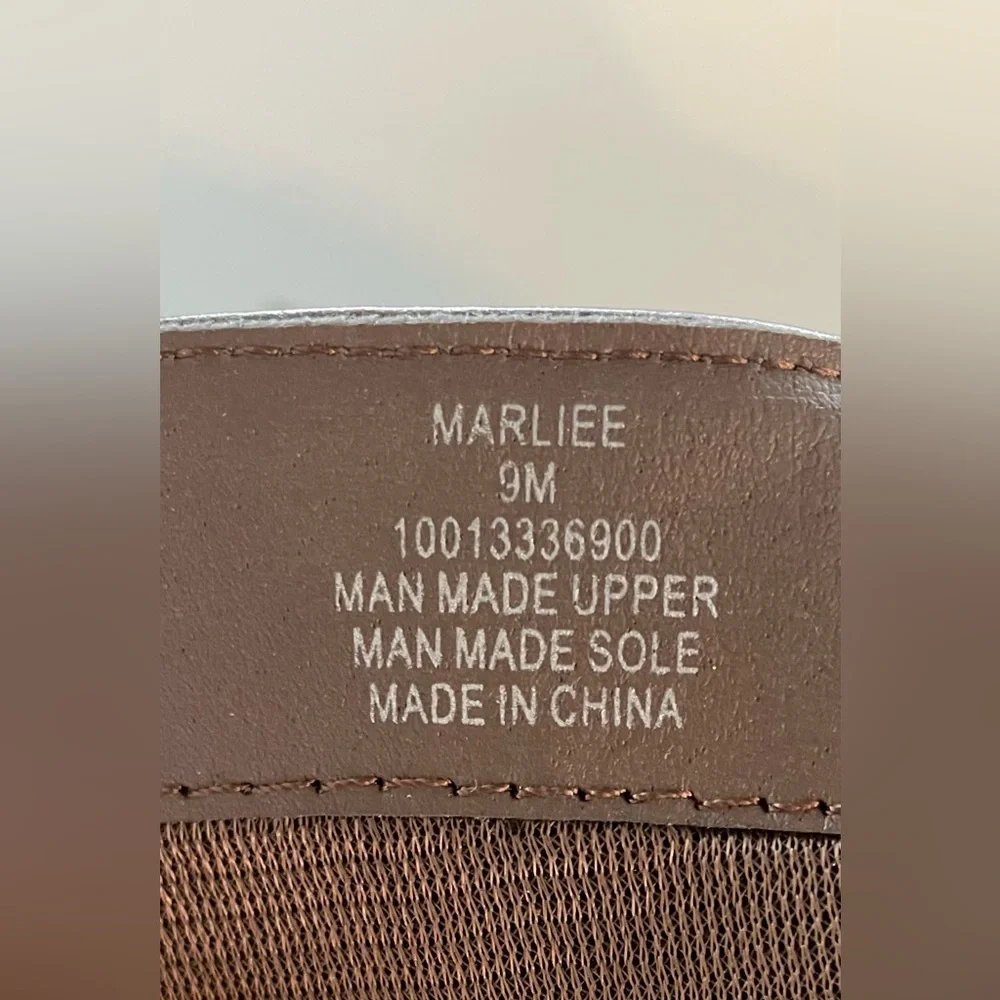 MARLIEE
9M
10013336900
MAN MADE UPPER
MAN MADE SOLE
MADE IN CHINA